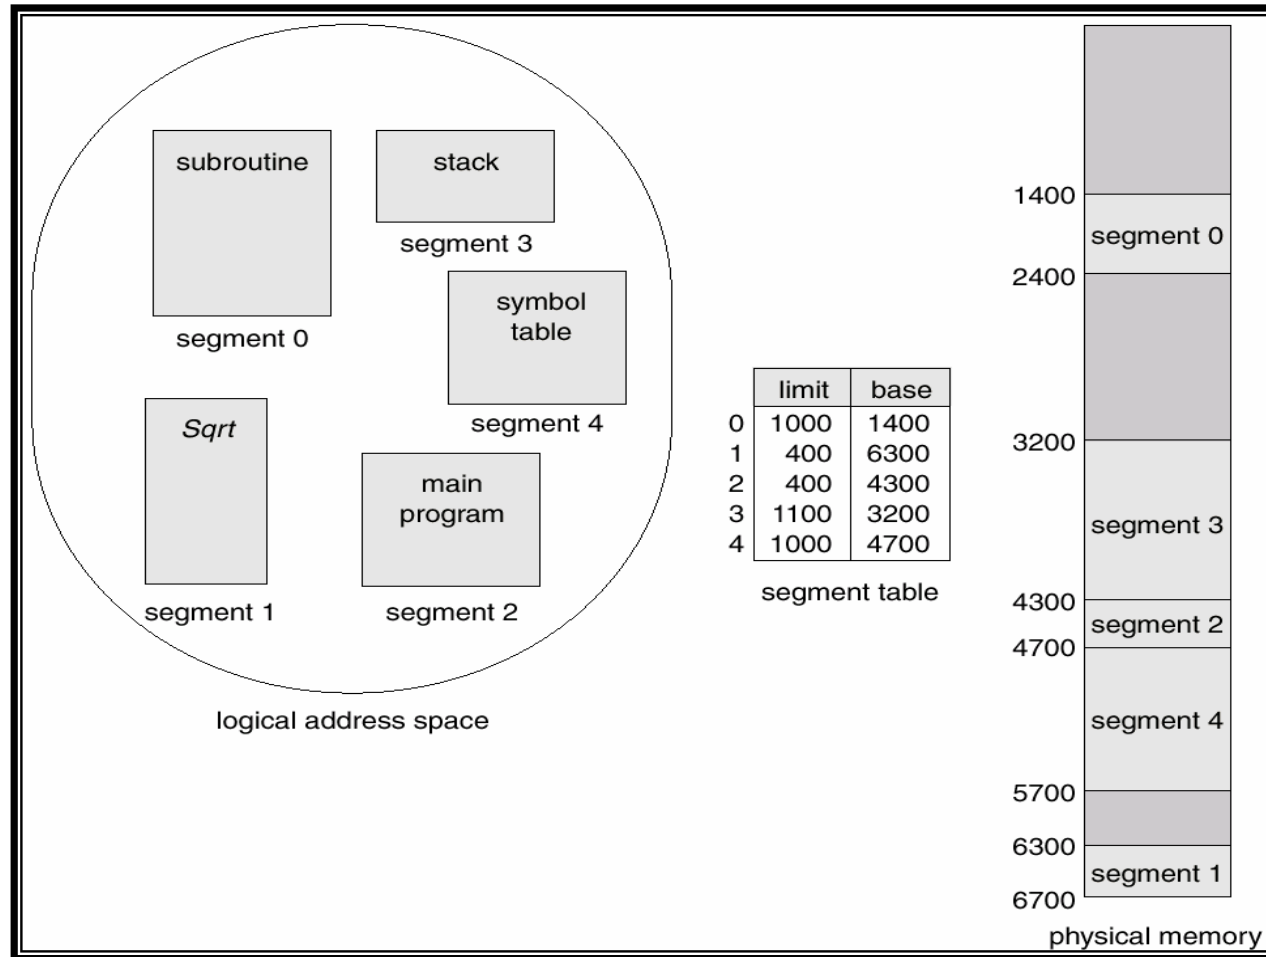 subroutine
segment 0
stack
segment 3
symbol
table
segment 4
Sqrt
segment 1
main
program
segment 2
logical address space
limit base
0 1000 1400
1 400 6300
2 400 4300
3 1100 3200
4 1000 4700
segment table
1400
segment 0
2400
3200
segment 3
4300
segment 2
4700
segment 4
5700
6300
segment 1
6700
physical memory